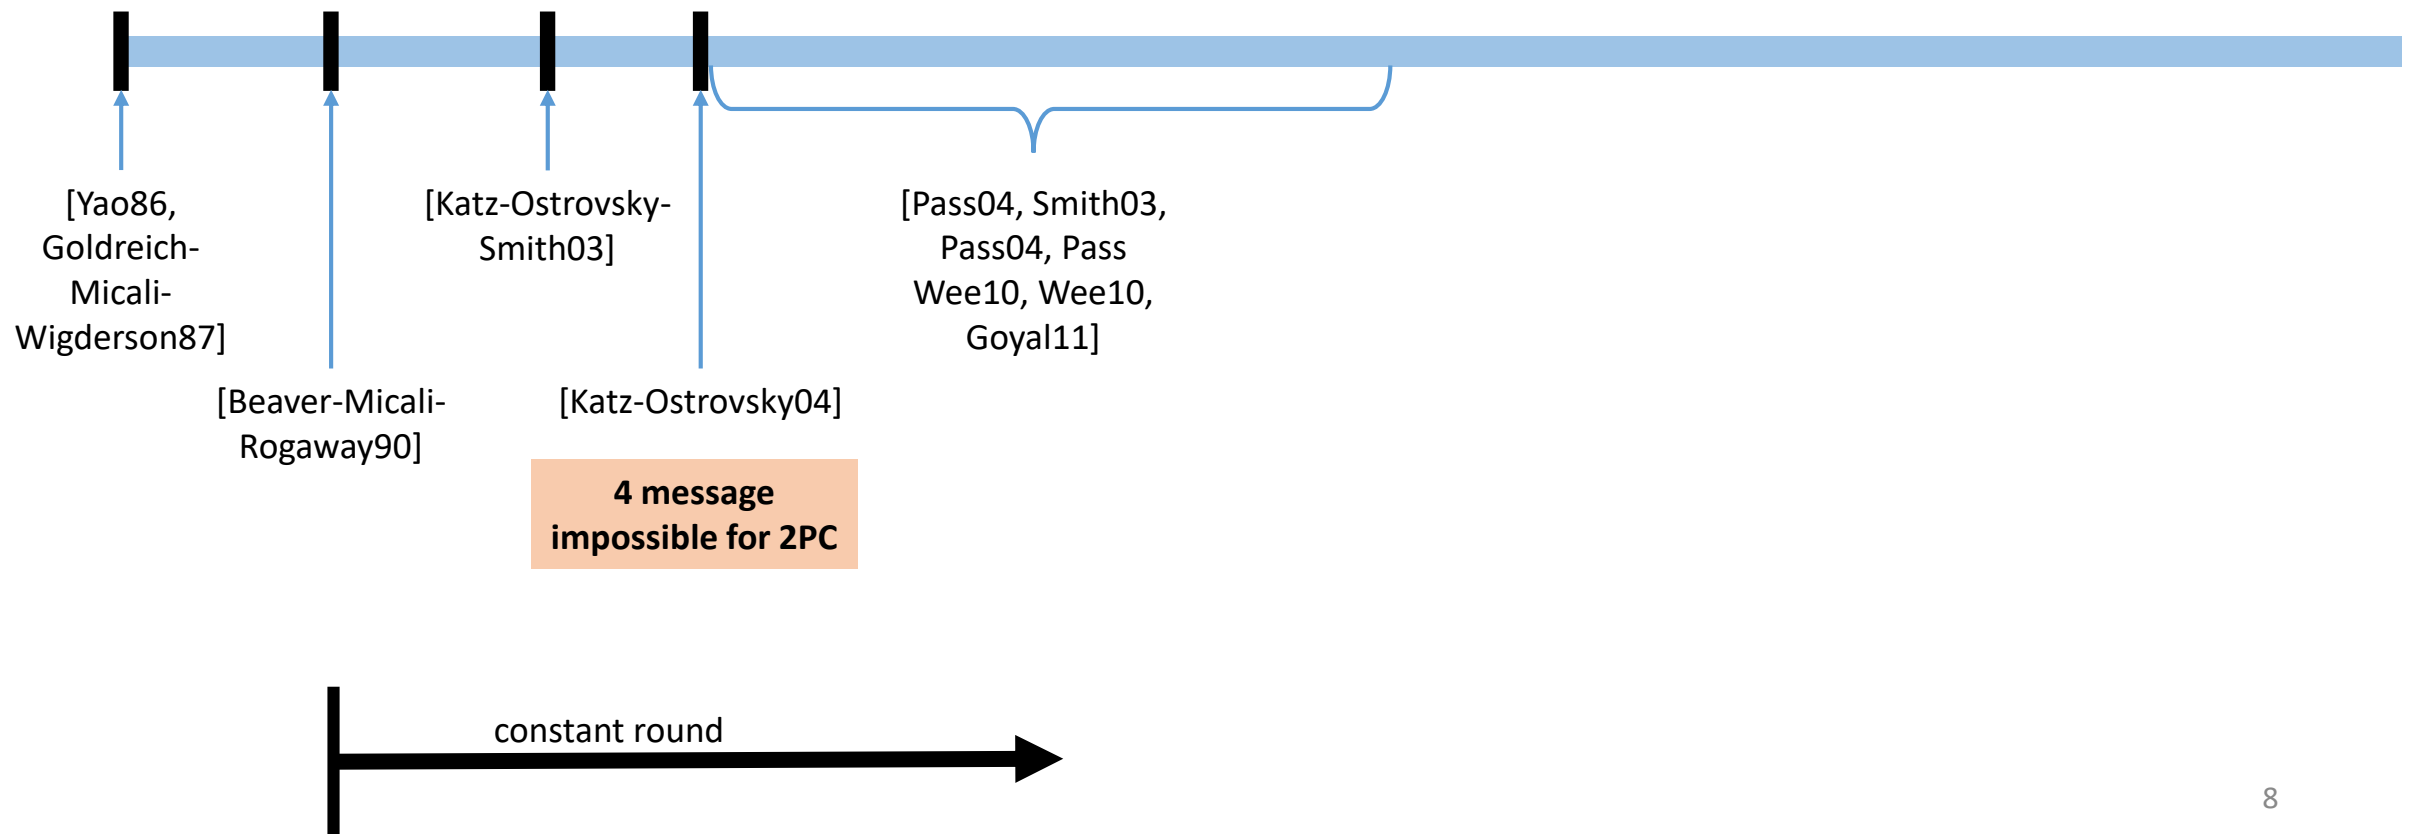 [Yao86,
Goldreich-
Micali-
Wigderson87]
[Katz-Ostrovsky-
Smith03]
[Pass04, Smith03,
Pass04, Pass
Wee10, Wee10,
Goyal11]
[Beaver-Micali-
Rogaway90]
[Katz-Ostrovsky04]
4 message
impossible for 2PC
constant round
8